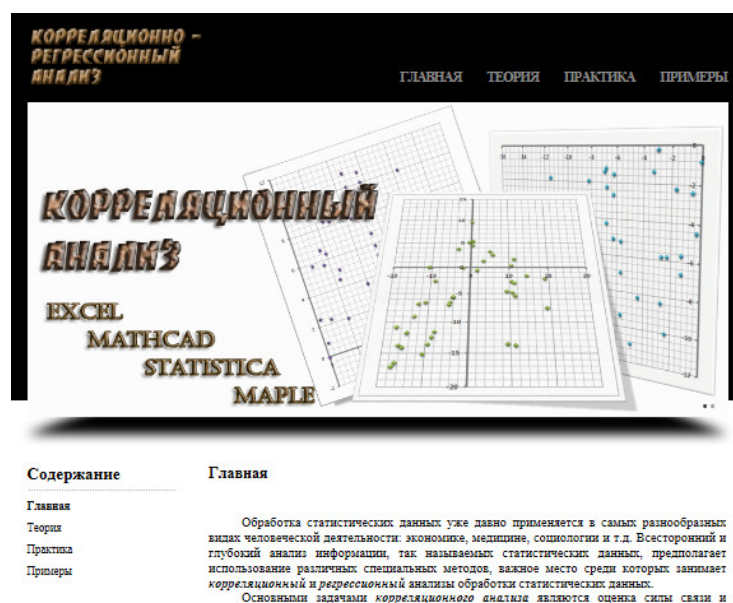 КОРРЕЛЯЦИОННО –
РЕГРЕССИОННЫЙ
АНАЛИЗ
ГЛАВНАЯ ТЕОРИЯ ПРАКТИКА ПРИМЕРЫ
КОРРЕЛЯЦИОННЫЙ
АНАЛИЗ
EXCEL
MATHCAD
STATISTICA
MAPLE
Содержание
Главная
Теория
Практика
Примеры
Главная
Обработка статистических данных уже давно применяется в самых разнообразных
видах человеческой деятельности: экономике, медицине, социологии и т.д. Всесторонний и
глубокий анализ информации, так называемых статистических данных, предполагает
использование различных специальных методов, важное место среди которых занимает
корреляционный и регрессионный анализы обработки статистических данных.
Основными задачами корреляционного анализа являются оценка силы связи и